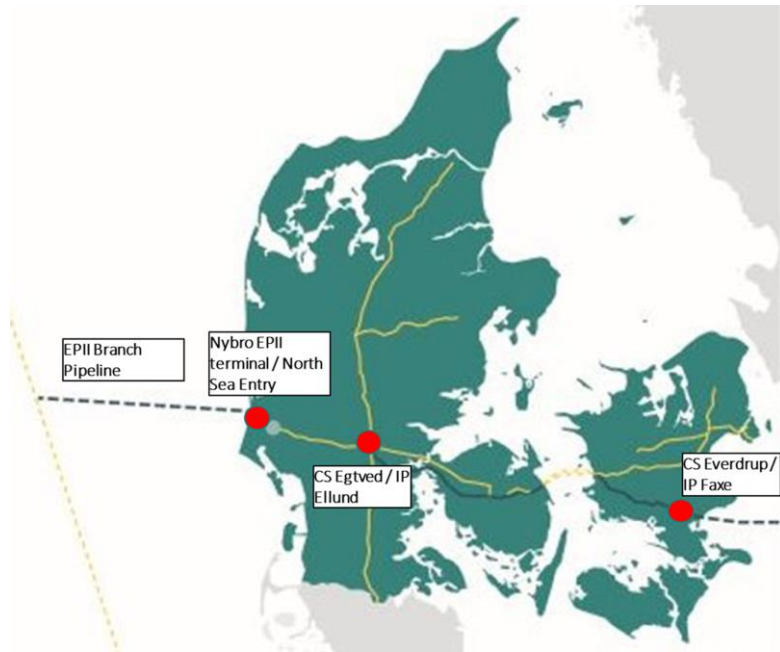 EPII Branch
Pipeline
Nybro EPII
terminal / North
Sea Entry
CS Egtved / IP
Ellund
CS Everdrup/
IP Faxe